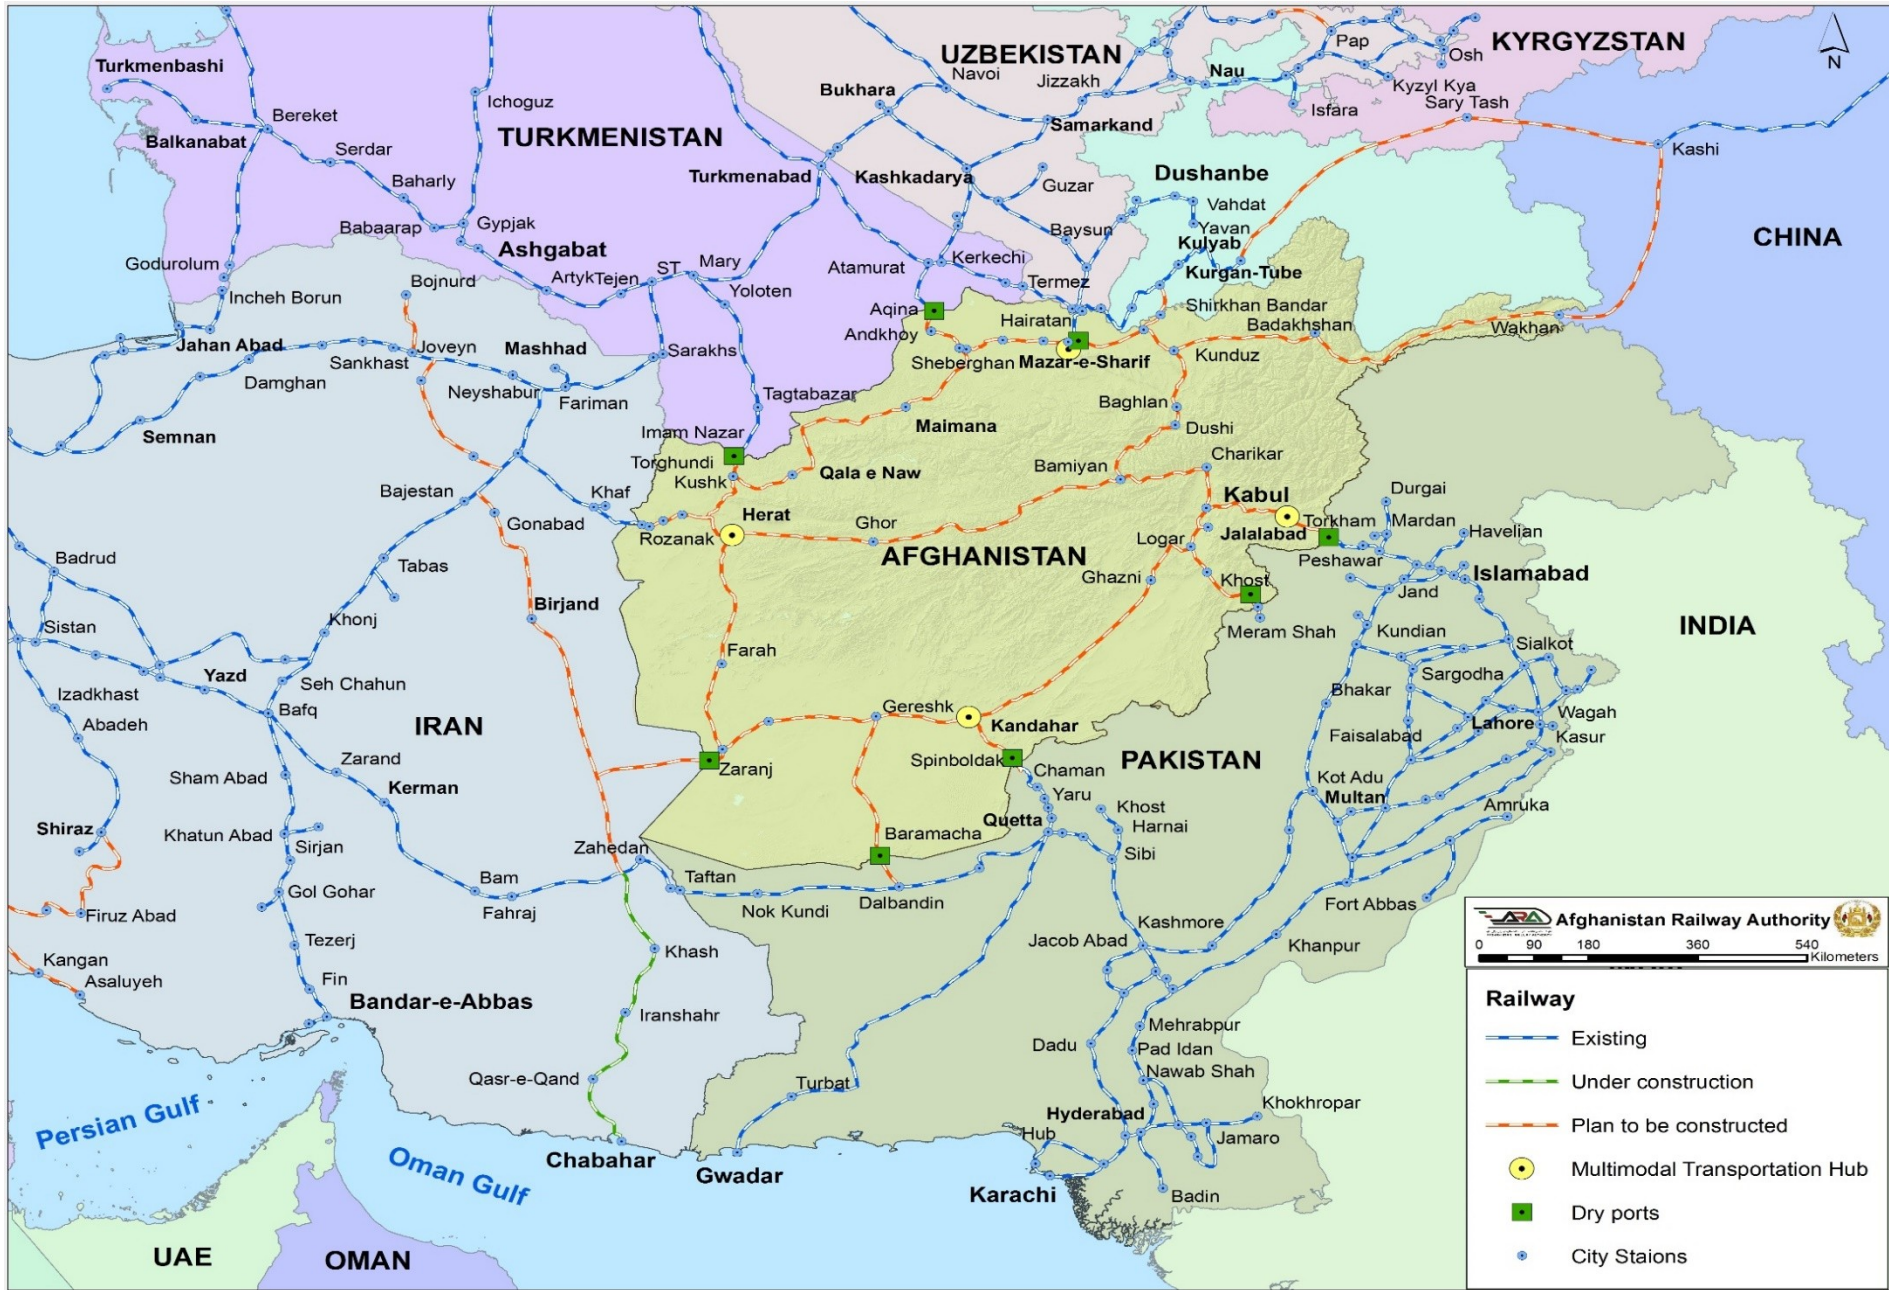 UZBEKISTAN
KYRGYZSTAN
N
Pap
Osh
Turkmenbashi
Navoi
Jizzakh
Nau
Kyzyl Kya
Bukhara
Ichoguz
Sary Tash
Isfara
Bereket
TURKMENISTAN
Samarkand
Balkanabat
Serdar
Kashi
Turkmenabad
Kashkadarya
Dushanbe
Guzar
Baharly
Vahdat
Babaarap
Gypjak
Baysun
Yavan
CHINA
Ashgabat
Kulyab
Godurolum
Mary
Atamurat
Kerkechi
ST
Bojnurd
Artyk
Tejen
Kurgan-Tube
Termez
Incheh Borun
Yoloten
Aqina
Shirkhan Bandar
Hairatan
Badakhshan
Wakhan
Andkhoy
Jahan Abad
Mashhad
Sankhast
Joveyn
Sarakhs
Sheberghan
Mazar-e-Sharif
Kunduz
Damghan
Neyshabur
Fariman
Tagtabazar
Baghlan
Maimana
Dushi
Semnan
Imam Nazar
Charikar
Torghundi
Bamiyan
Qala e Naw
Kushk
Durgai
Bajestan
Khaf
Kabul
Herat
Ghor
Torkham
Mardan
Gonabad
Jalalabad
Havelian
Rozanak
Logar
Peshawar
AFGHANISTAN
Badrud
Tabas
Ghazni
Khost
Islamabad
Jand
Birjand
Meram Shah
INDIA
Sistan
Khonj
Kundian
Sialkot
Farah
Yazd
Seh Chahun
Sargodha
Izadkhast
Bhakar
Bafq
Gereshk
Wagah
Abadeh
IRAN
Kandahar
Lahore
Faisalabad
Kasur
Spinboldak
PAKISTAN
Zarand
Zaranj
Chaman
Sham Abad
Kot Adu
Kerman
Yaru
Multan
Amruka
Khost
Shiraz
Khatun Abad
Baramacha
Quetta
Harnai
Zahedan
Sirjan
Sibi
Bam
Taftan
Gol Gohar
Fahraj
Nok Kundi
Dalbandin
Fort Abbas
Firuz Abad
Kashmore
Tezerj
Khash
Jacob Abad
Khanpur
Kangan
Asaluyeh
Fin
Bandar-e-Abbas
Iranshahr
Mehrabpur
Dadu
Pad Idan
Qasr-e-Qand
Turbat
Nawab Shah
Persian Gulf
Hyderabad
Khokhropar
Hub
Jamaro
Chabahar
Gwadar
Oman Gulf
Karachi
Badin
UAE
OMAN
ARA
Afghanistan Railway Authority
0 90 180 360 540
Kilometers
Railway
Existing
Under construction
Plan to be constructed
Multimodal Transportation Hub
Dry ports
City Staions